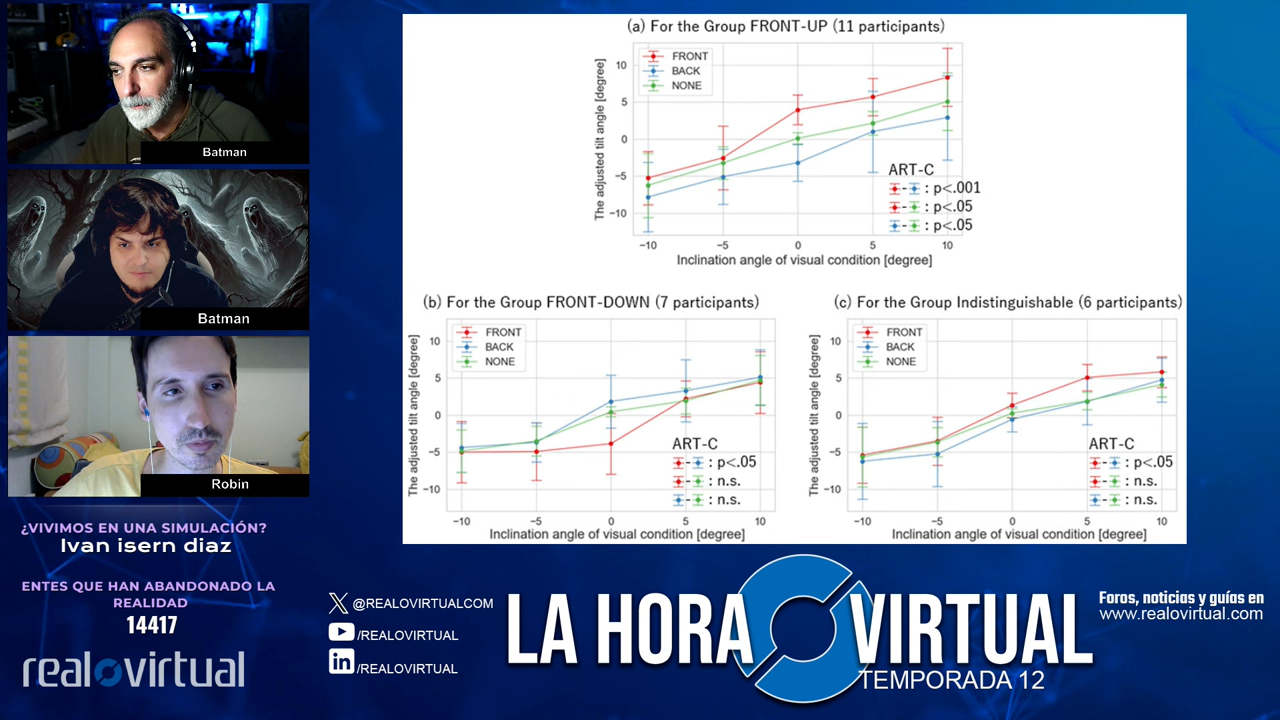 Batman
Batman
Robin
¿VIVIMOS EN UNA SIMULACIÓN?
Ivan isern diaz
ENTES QUE HAN ABANDONADO LA
REALIDAD
14417
realovirtual
(a) For the Group FRONT-UP (11 participants)
The adjusted tilt angle [degree]
10
5
0
−5
−10
FRONT
BACK
NONE
ART-C
- : p<.001
- : p<.05
- : p<.05
−10 −5 0 5 10
Inclination angle of visual condition [degree]
(b) For the Group FRONT-DOWN (7 participants)
The adjusted tilt angle [degree]
10
5
0
−5
−10
FRONT
BACK
NONE
ART-C
- : p<.05
- : n.s.
- : n.s.
−10 −5 0 5 10
Inclination angle of visual condition [degree]
(c) For the Group Indistinguishable (6 participants)
The adjusted tilt angle [degree]
10
5
0
−5
−10
FRONT
BACK
NONE
ART-C
- : p<.05
- : n.s.
- : n.s.
−10 −5 0 5 10
Inclination angle of visual condition [degree]
@REALOVIRTUALCOM
/REALOVIRTUAL
in /REALOVIRTUAL
LA HORA VIRTUAL
TEMPORADA 12
Foros, noticias y guías en
www.realovirtual.com